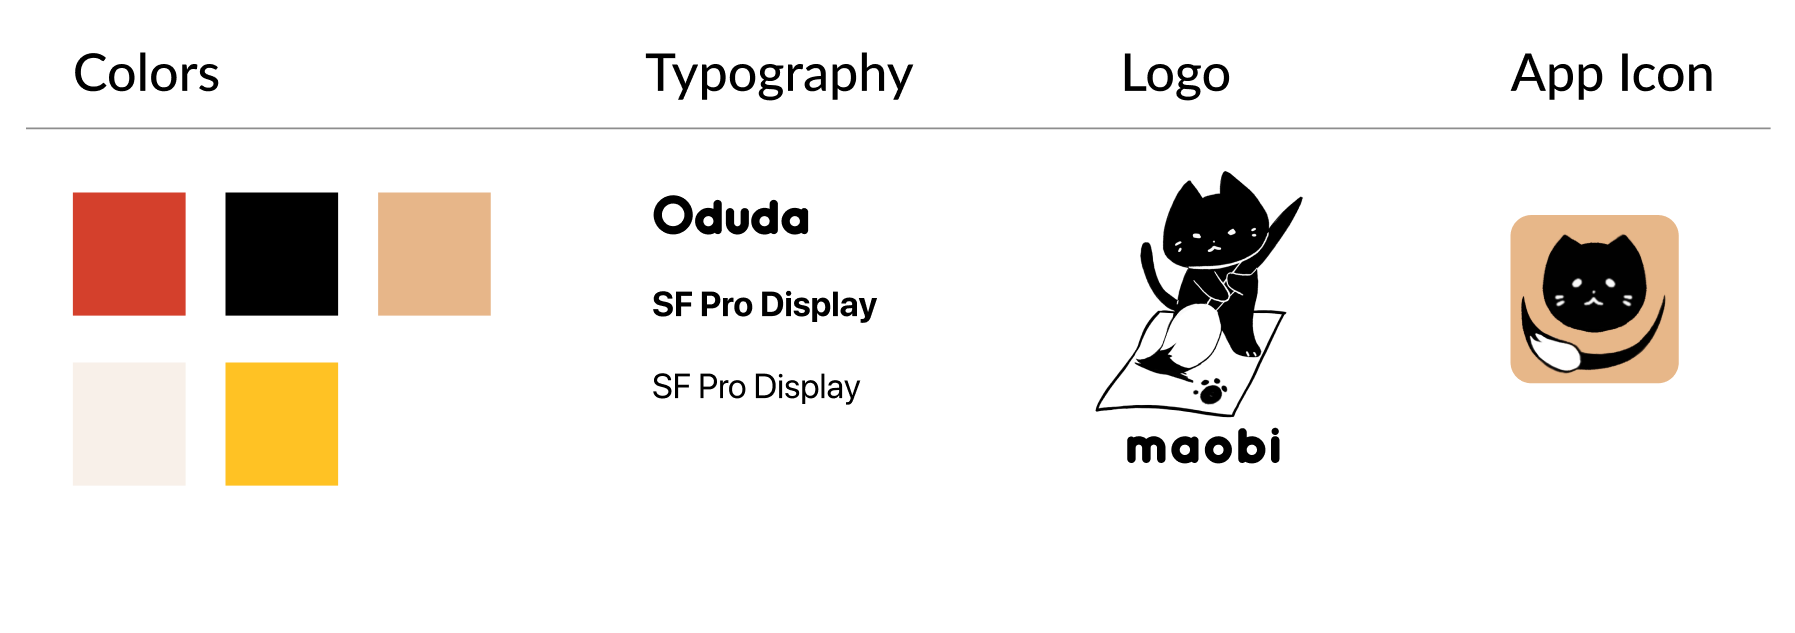 Colors
Typography
Logo
App Icon
Oduda
SF Pro Display
SF Pro Display
maobi